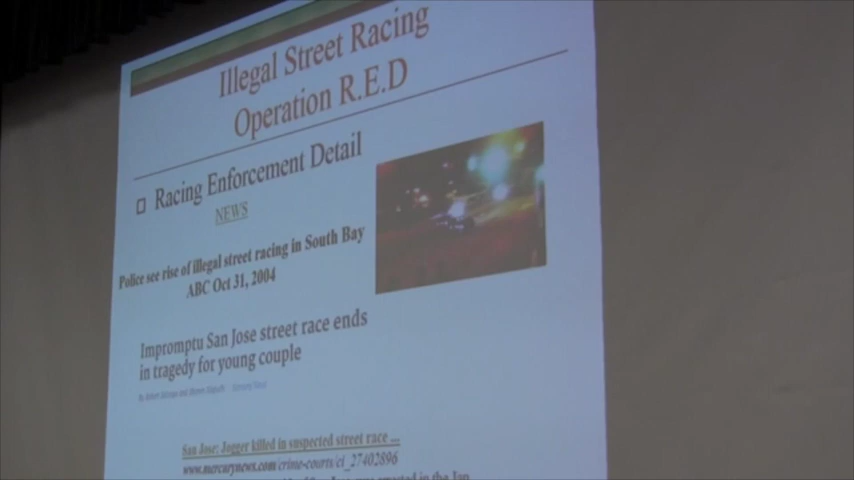 Illegal Street Racing
Operation R.E.D
Racing Enforcement Detail
NEWS
Police see rise of illegal street racing in South Bay
ABC Oct 31, 2004
Impromptu San Jose street race ends
in tragedy for young couple
San Jose: Jogger killed in suspected street race ...
www.mercurynews.com/crime-courts/ci_27402896